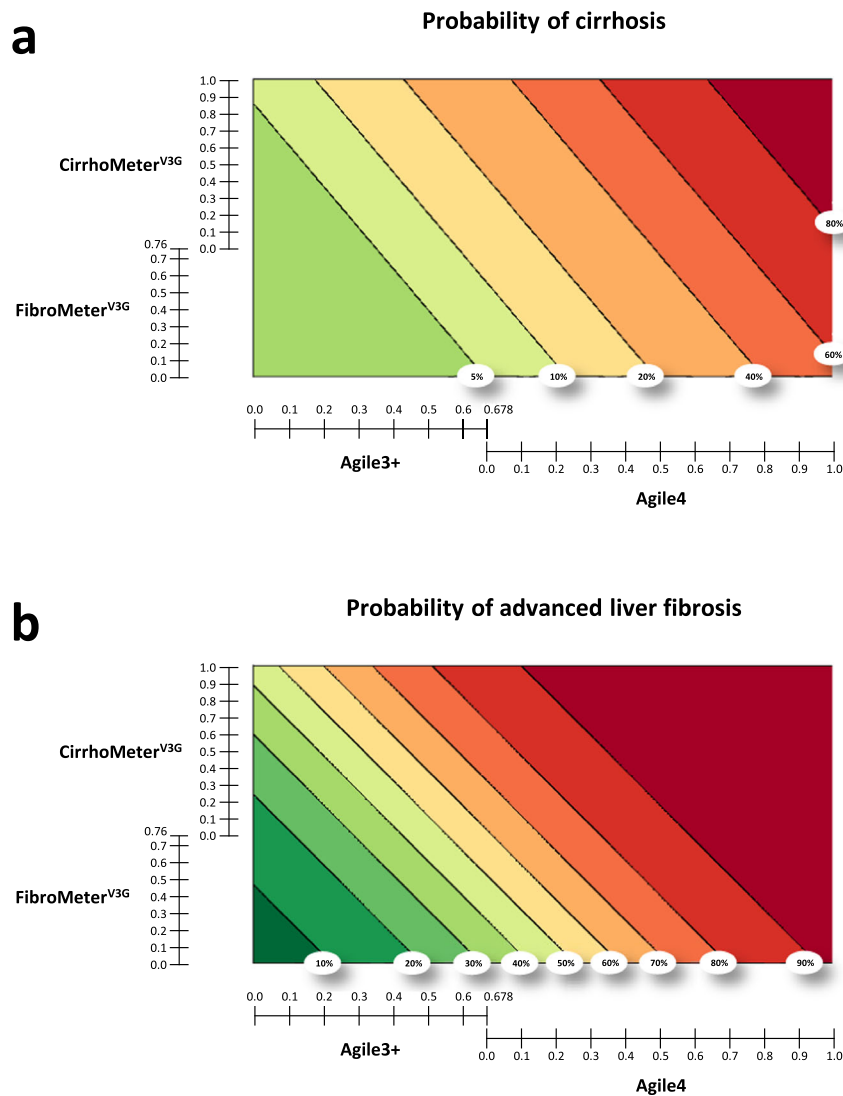 a
Probability of cirrhosis
1.0
0.9
0.8
0.7
0.6
0.5
0.4
0.3
0.2
0.1
0.0
CirrhoMeterV3G
0.76
0.7
0.6
0.5
0.4
0.3
0.2
0.1
0.0
FibroMeterV3G
80%
60%
5% 10% 20% 40%
0.0 0.1 0.2 0.3 0.4 0.5 0.6 0.678
Agile3+
0.0 0.1 0.2 0.3 0.4 0.5 0.6 0.7 0.8 0.9 1.0
Agile4
b
Probability of advanced liver fibrosis
1.0
0.9
0.8
0.7
0.6
0.5
0.4
0.3
0.2
0.1
0.0
CirrhoMeterV3G
0.76
0.7
0.6
0.5
0.4
0.3
0.2
0.1
0.0
FibroMeterV3G
10% 20% 30% 40% 50% 60% 70% 80% 90%
0.0 0.1 0.2 0.3 0.4 0.5 0.6 0.678
Agile3+
0.0 0.1 0.2 0.3 0.4 0.5 0.6 0.7 0.8 0.9 1.0
Agile4